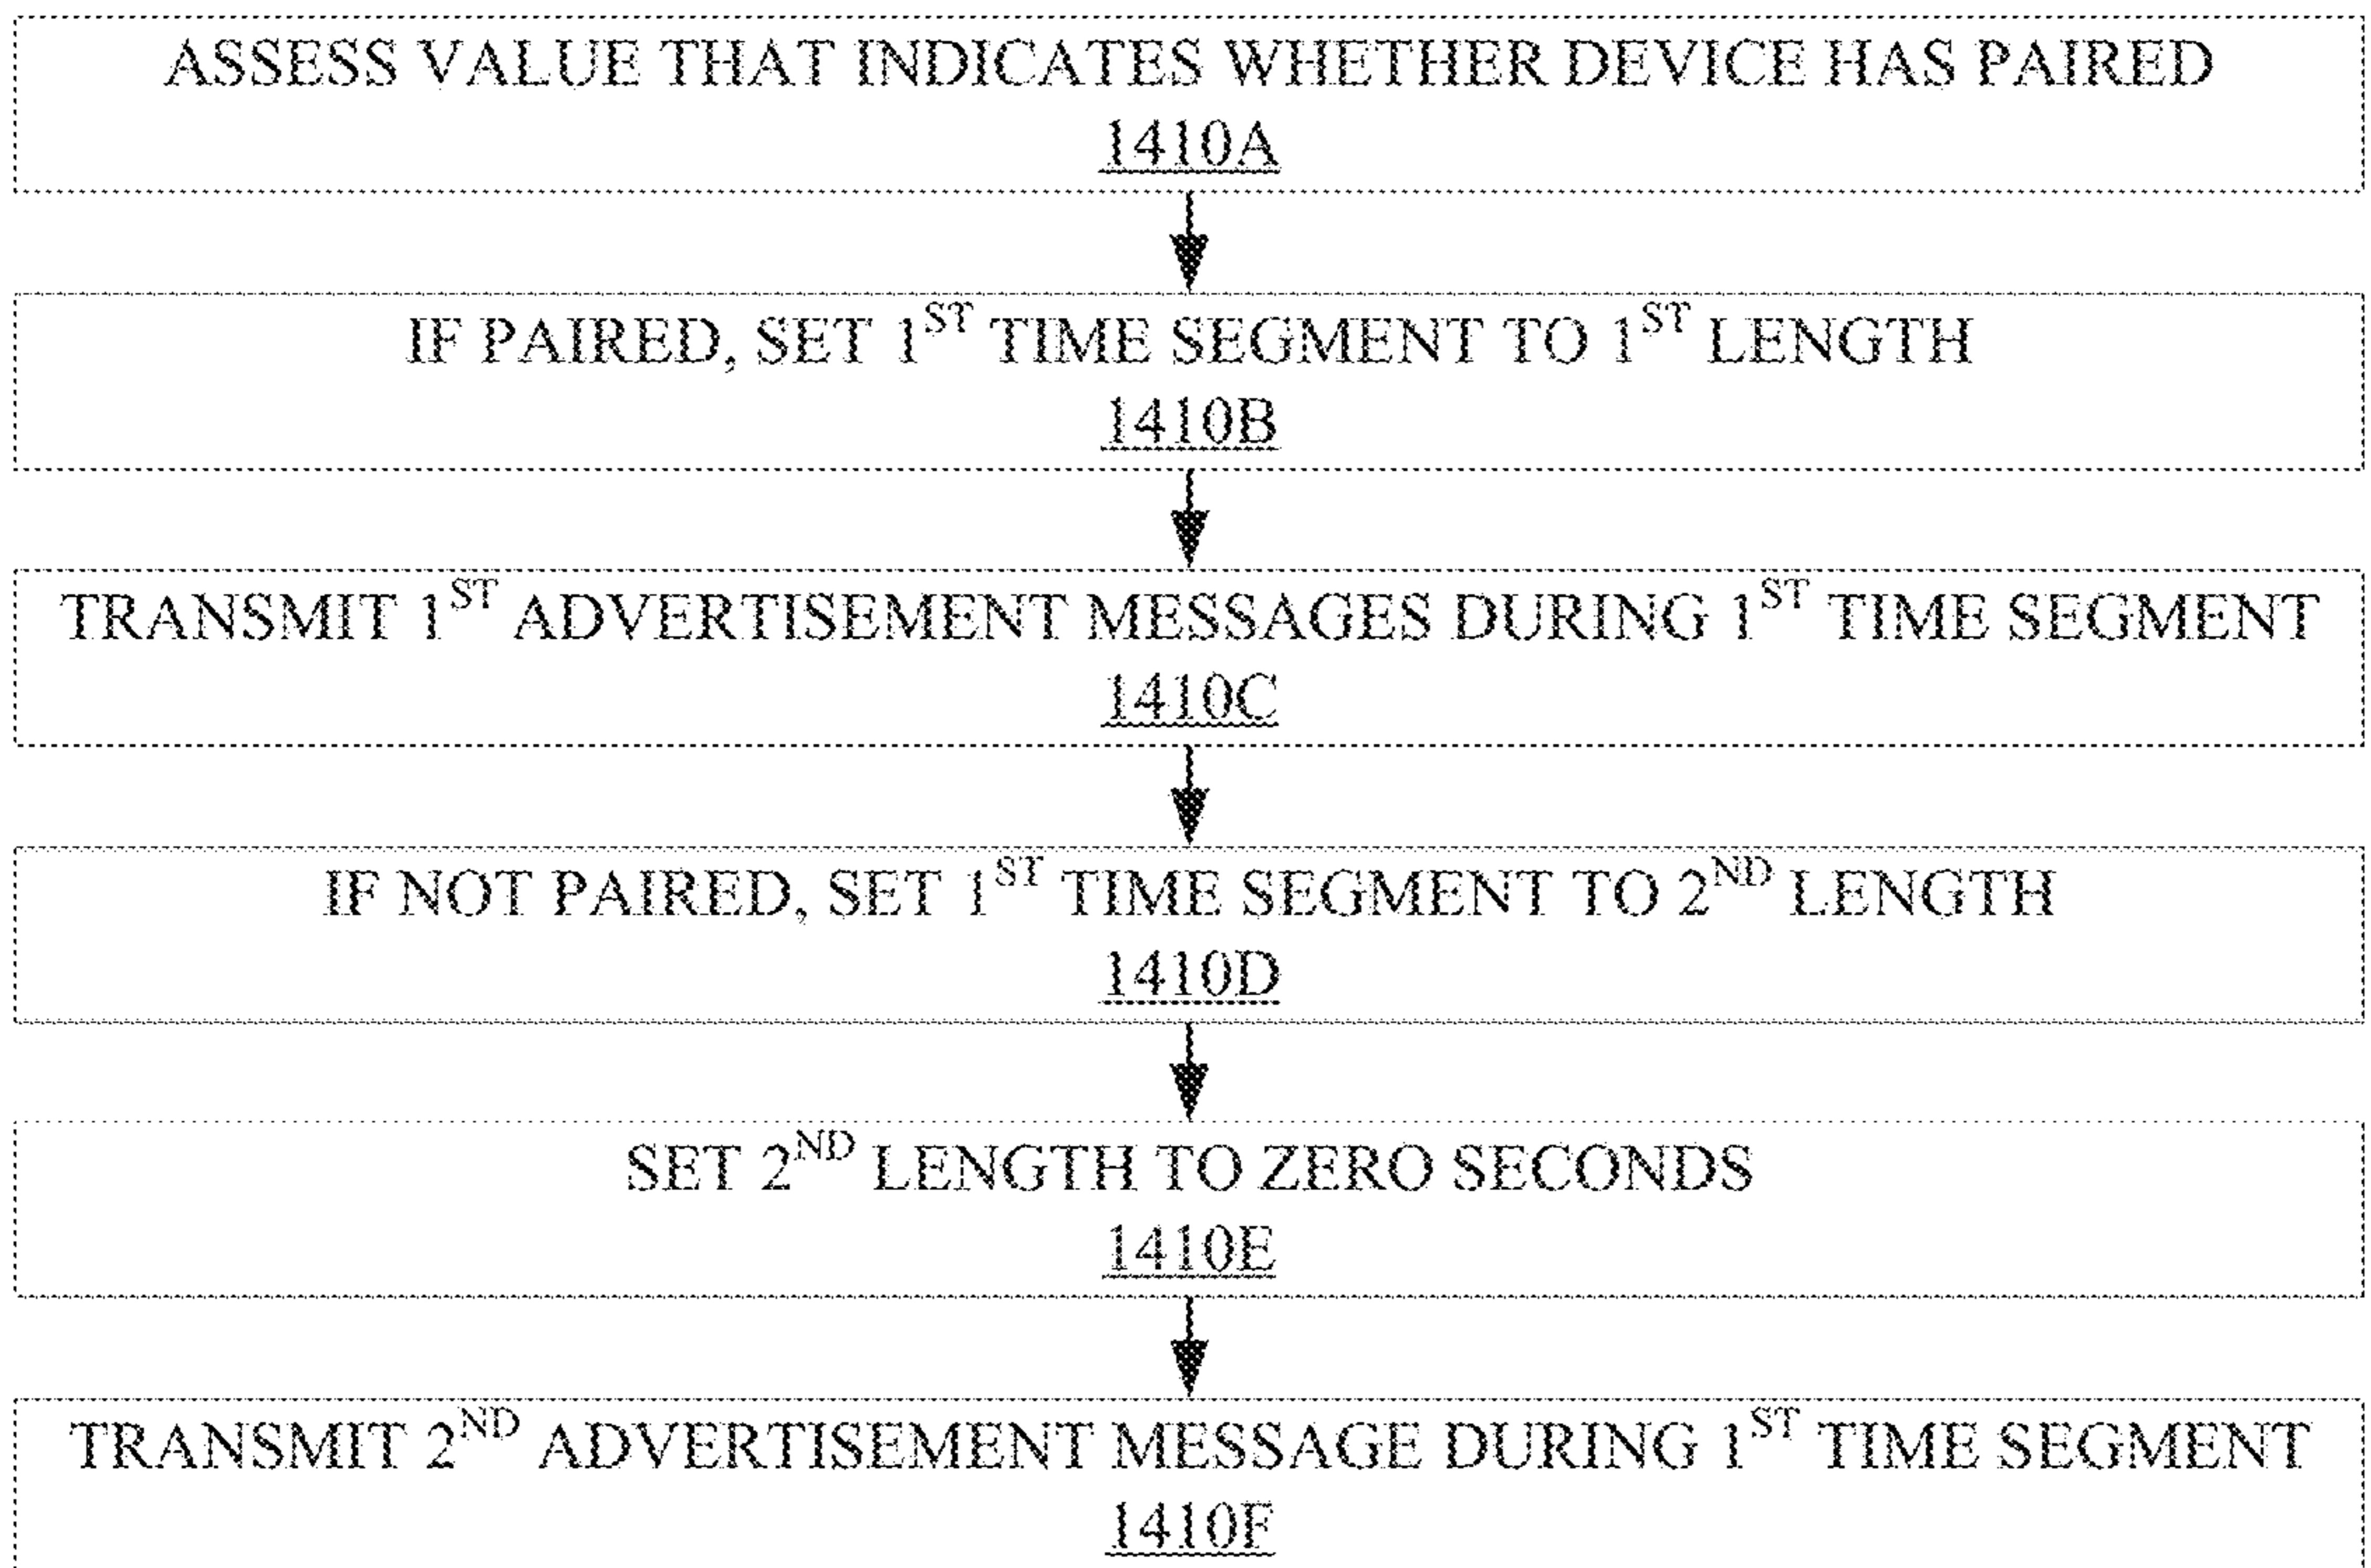 ASSESS VALUE THAT INDICATES WHETHER DEVICE HAS PAIRED
1410A
IF PAIRED, SET 1ST TIME SEGMENT TO 1ST LENGTH
1410B
TRANSMIT 1ST ADVERTISEMENT MESSAGES DURING 1ST TIME SEGMENT
1410C
IF NOT PAIRED, SET 1ST TIME SEGMENT TO 2ND LENGTH
1410D
SET 2ND LENGTH TO ZERO SECONDS
1410E
TRANSMIT 2ND ADVERTISEMENT MESSAGE DURING 1ST TIME SEGMENT
1410F